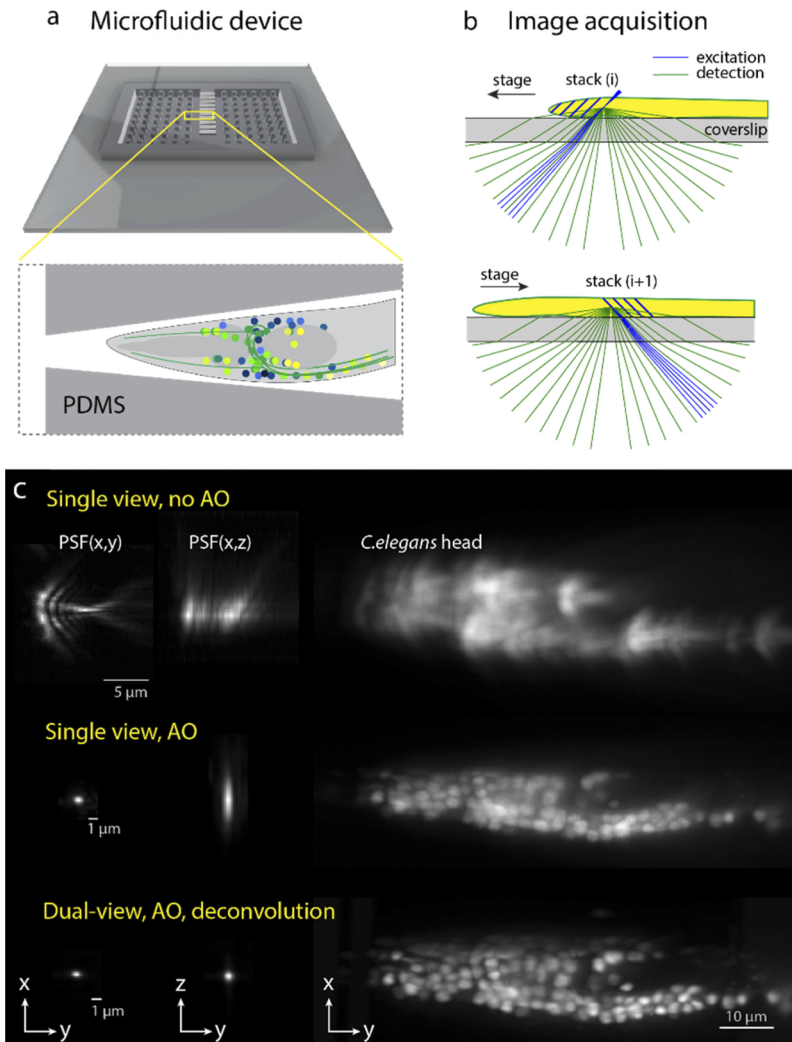 a Microfluidic device
PDMS
b Image acquisition
excitation
detection
stage
stack (i)
coverslip
stage
stack (i+1)
c
Single view, no AO
PSF(x,y)
PSF(x,z)
C.elegans head
5 µm
Single view, AO
1 µm
Dual-view, AO, deconvolution
1 µm
x
y
z
y
x
y
10 µm